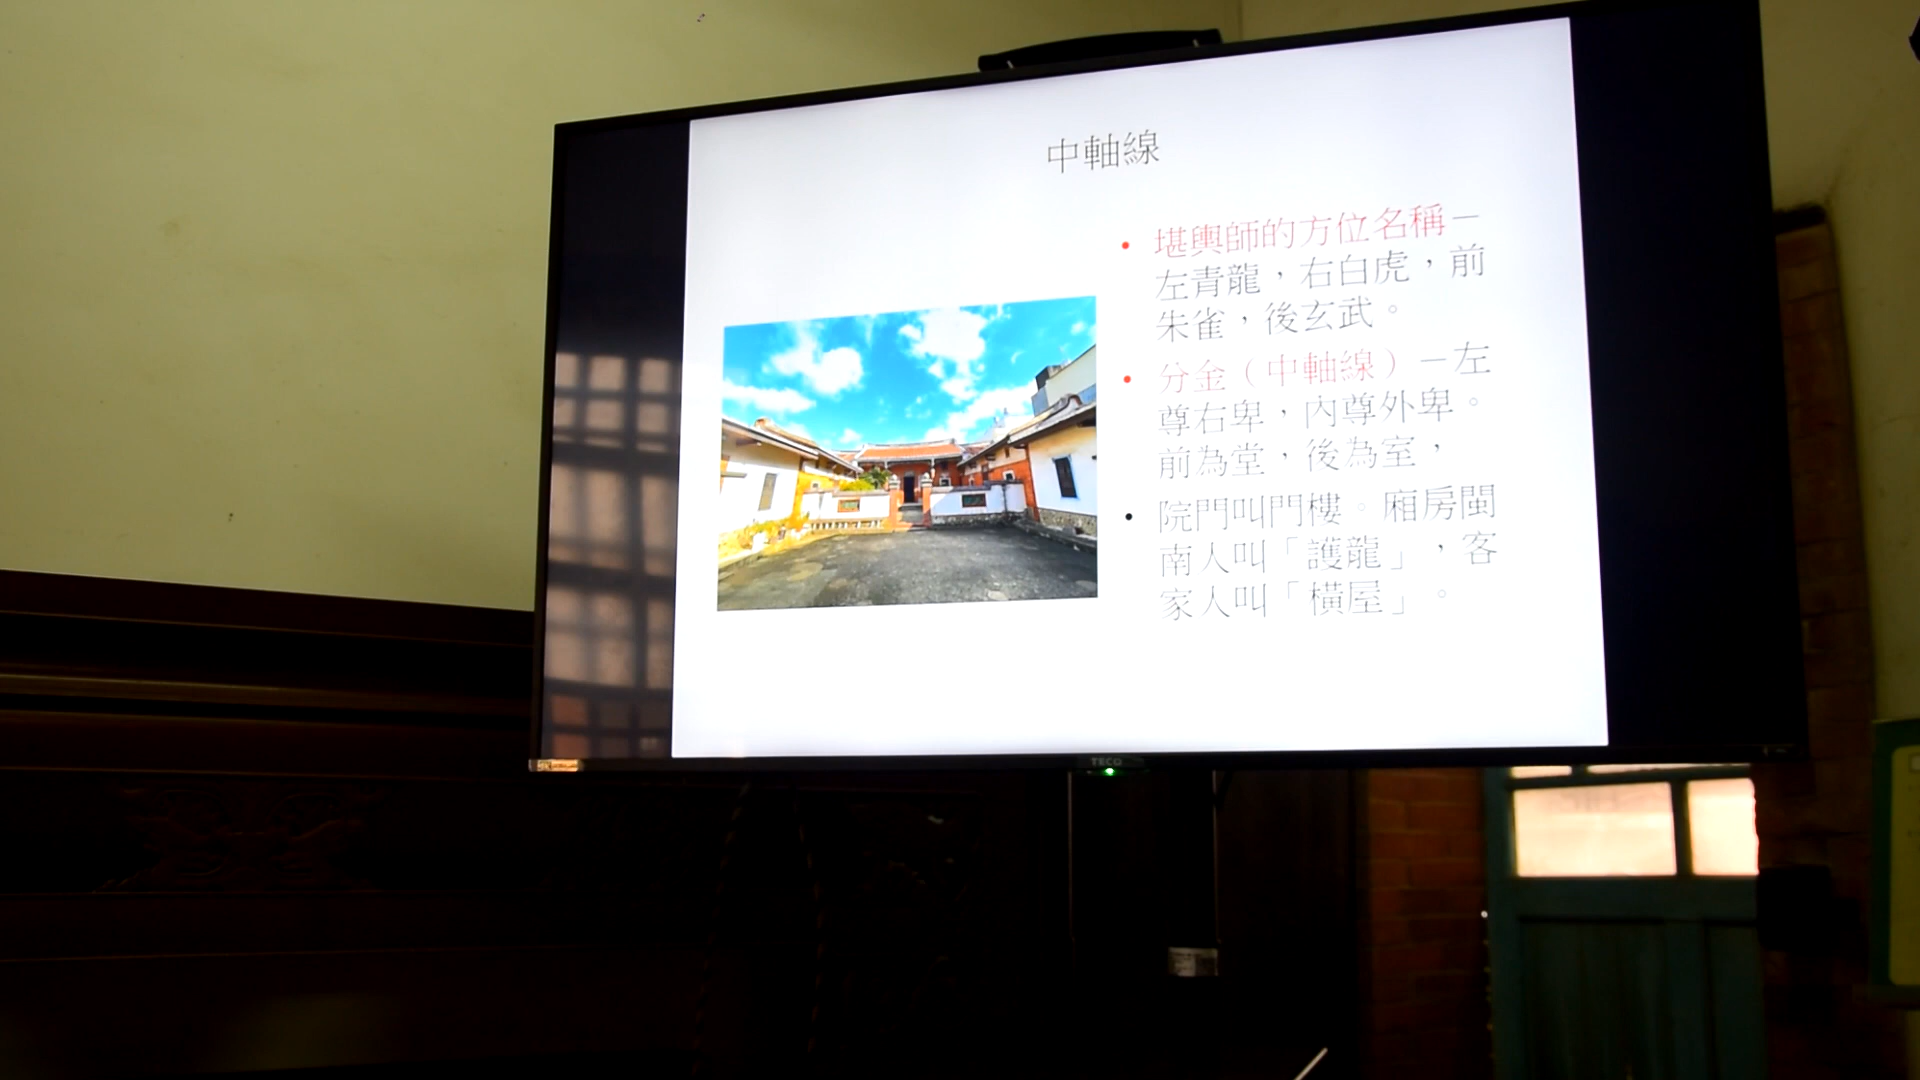 中軸線
• 堪輿師的方位名稱－
左青龍，右白虎，前
朱雀，後玄武。
• 分金（中軸線）－左
尊右卑，內尊外卑。
前為堂，後為室，
• 院門叫門樓。廂房閩
南人叫「護龍」，客
家人叫「橫屋」。
TECO